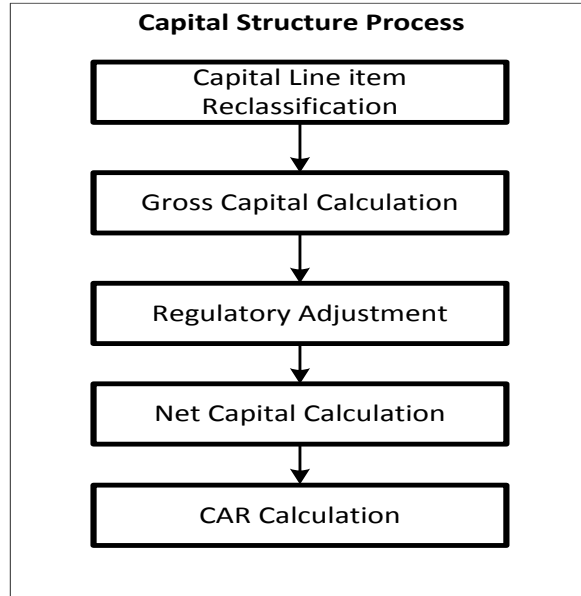 Capital Structure Process
Capital Line item
Reclassification
Gross Capital Calculation
Regulatory Adjustment
Net Capital Calculation
CAR Calculation